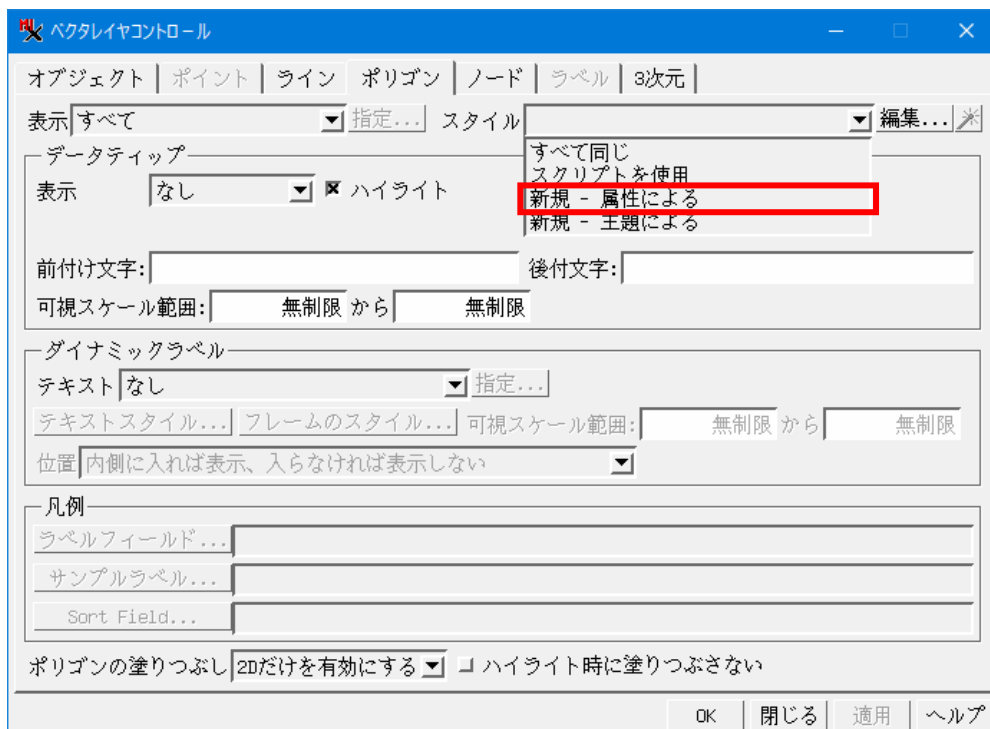 ベクタレイヤコントロール
オブジェクト ポイント ライン ポリゴン ノード ラベル 3次元
表示 すべて 指定... スタイル 編集...
すべて同じ
スクリプトを使用
新規 - 属性による
新規 - 主題による
データティップ
表示 なし ハイライト
前付け文字: 後付文字:
可視スケール範囲: 無制限 から 無制限
ダイナミックラベル
テキスト なし 指定...
テキストスタイル... フレームのスタイル... 可視スケール範囲: 無制限 から 無制限
位置 内側に入れば表示、入らなければ表示しない
凡例
ラベルフィールド...
サンプルラベル...
Sort Field...
ポリゴンの塗りつぶし 2Dだけを有効にする ハイライト時に塗りつぶさない
OK 閉じる 適用 ヘルプ